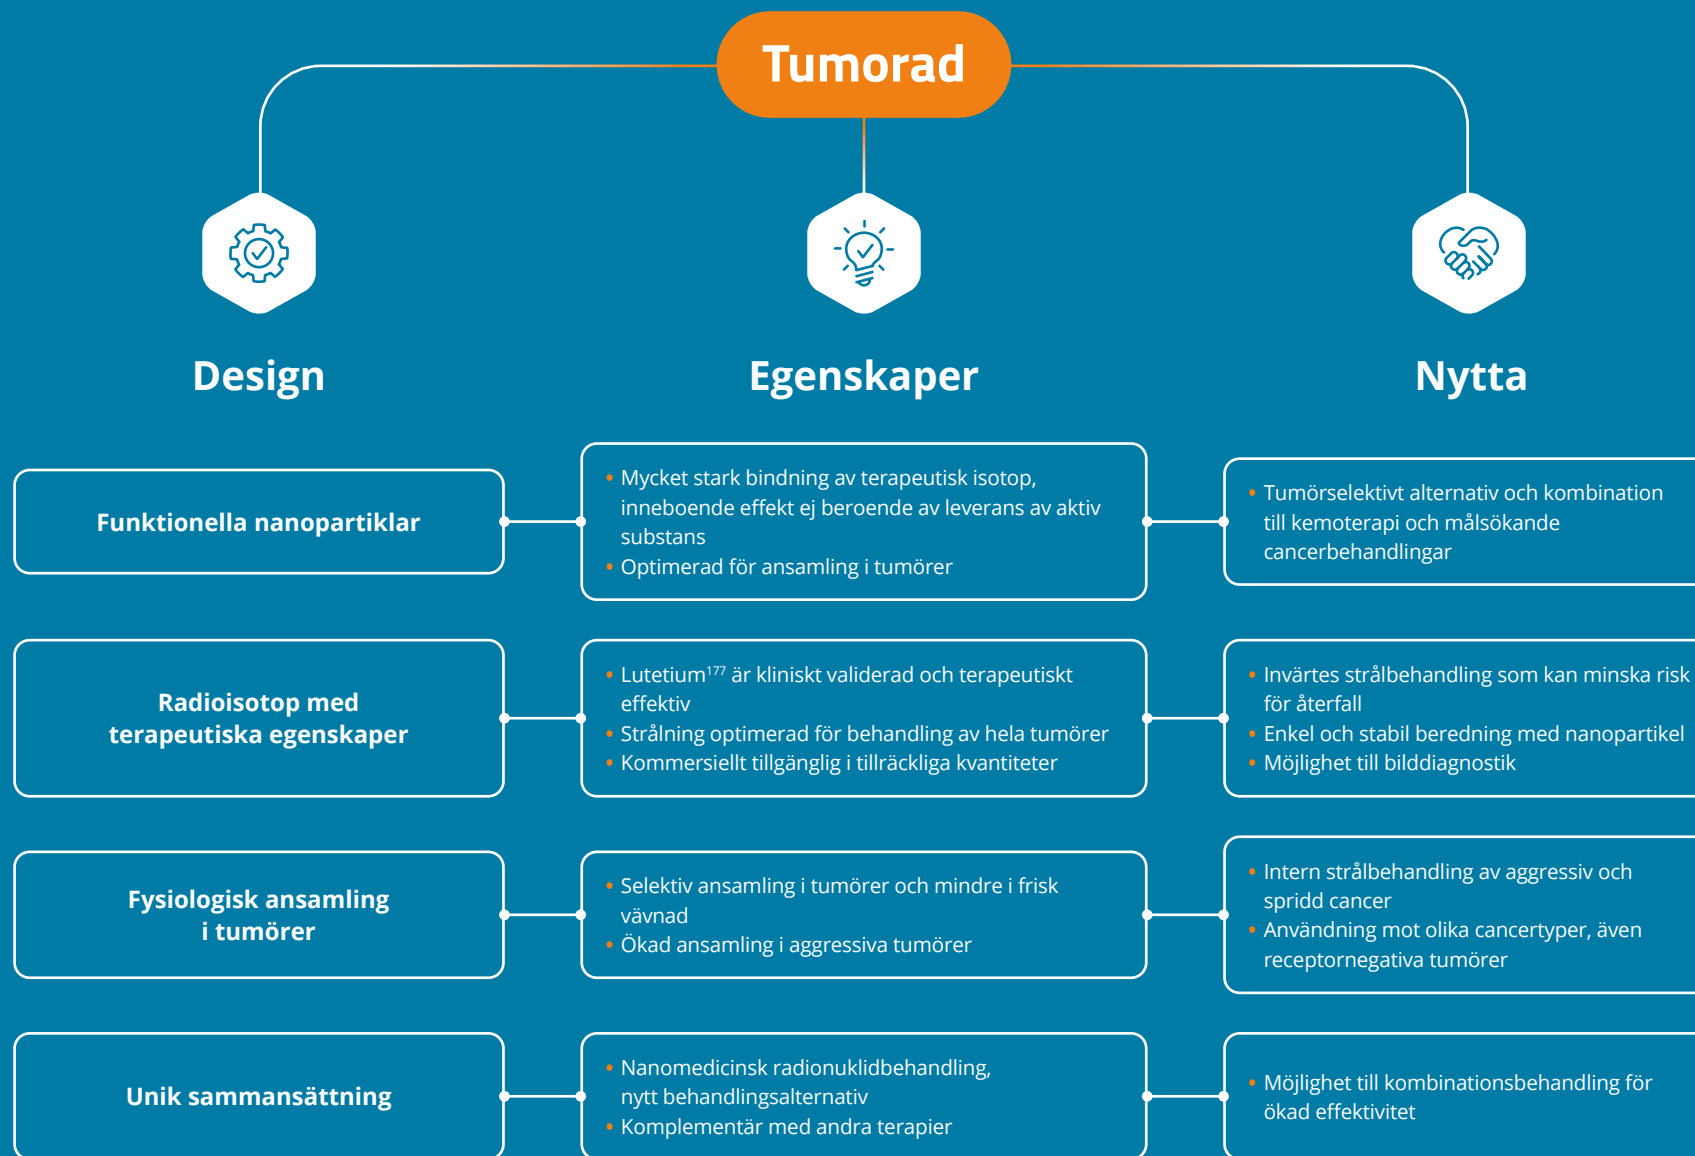 Tumorad
Design
Egenskaper
Nytta
Funktionella nanopartiklar
• Mycket stark bindning av terapeutisk isotop,
inneboende effekt ej beroende av leverans av aktiv
substans
• Optimerad för ansamling i tumörer
• Tumörselektivt alternativ och kombination
till kemoterapi och målsökande
cancerbehandlingar
Radioisotop med
terapeutiska egenskaper
• Lutetium¹⁷⁷ är kliniskt validerad och terapeutiskt
effektiv
• Strålning optimerad för behandling av hela tumörer
• Kommersiellt tillgänglig i tillräckliga kvantiteter
• Invärtes strålbehandling som kan minska risk
för återfall
• Enkel och stabil beredning med nanopartikel
• Möjlighet till bilddiagnostik
Fysiologisk ansamling
i tumörer
• Selektiv ansamling i tumörer och mindre i frisk
vävnad
• Ökad ansamling i aggressiva tumörer
• Intern strålbehandling av aggressiv och
spridd cancer
• Användning mot olika cancertyper, även
receptornegativa tumörer
Unik sammansättning
• Nanomedicinsk radionuklidbehandling,
nytt behandlingsalternativ
• Komplementär med andra terapier
• Möjlighet till kombinationsbehandling för
ökad effektivitet